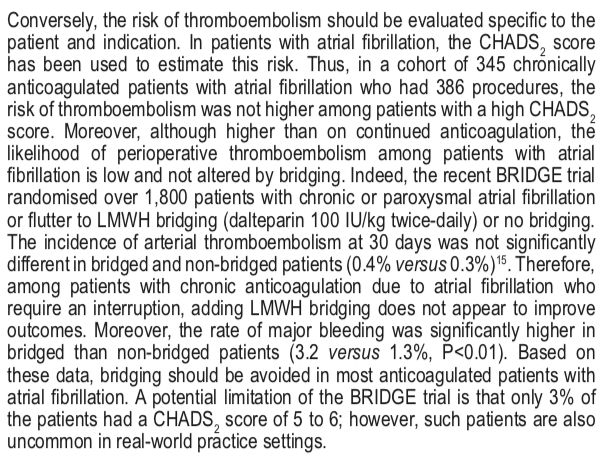 Conversely, the risk of thromboembolism should be evaluated specific to the
patient and indication. In patients with atrial fibrillation, the CHADS₂ score
has been used to estimate this risk. Thus, in a cohort of 345 chronically
anticoagulated patients with atrial fibrillation who had 386 procedures, the
risk of thromboembolism was not higher among patients with a high CHADS₂
score. Moreover, although higher than on continued anticoagulation, the
likelihood of perioperative thromboembolism among patients with atrial
fibrillation is low and not altered by bridging. Indeed, the recent BRIDGE trial
randomised over 1,800 patients with chronic or paroxysmal atrial fibrillation
or flutter to LMWH bridging (dalteparin 100 IU/kg twice-daily) or no bridging.
The incidence of arterial thromboembolism at 30 days was not significantly
different in bridged and non-bridged patients (0.4% versus 0.3%)¹⁵. Therefore,
among patients with chronic anticoagulation due to atrial fibrillation who
require an interruption, adding LMWH bridging does not appear to improve
outcomes. Moreover, the rate of major bleeding was significantly higher in
bridged than non-bridged patients (3.2 versus 1.3%, P<0.01). Based on
these data, bridging should be avoided in most anticoagulated patients with
atrial fibrillation. A potential limitation of the BRIDGE trial is that only 3% of
the patients had a CHADS₂ score of 5 to 6; however, such patients are also
uncommon in real-world practice settings.